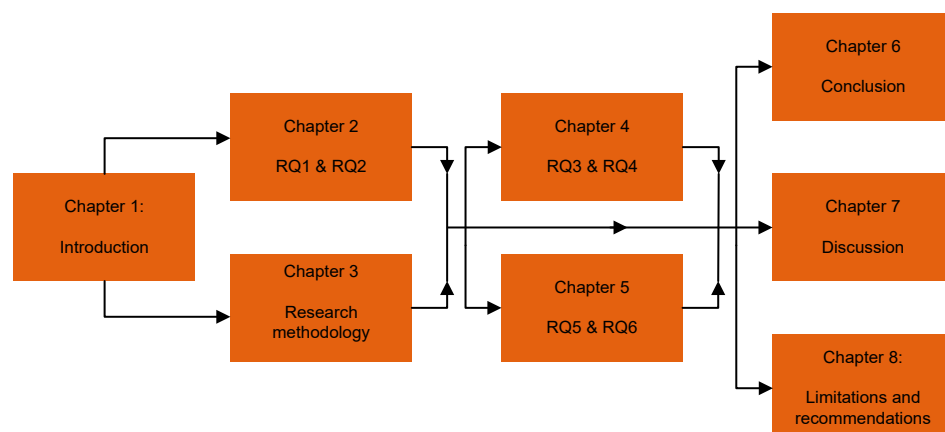 Chapter 1:
Introduction
Chapter 2
RQ1 & RQ2
Chapter 3
Research
methodology
Chapter 4
RQ3 & RQ4
Chapter 5
RQ5 & RQ6
Chapter 6
Conclusion
Chapter 7
Discussion
Chapter 8:
Limitations and
recommendations